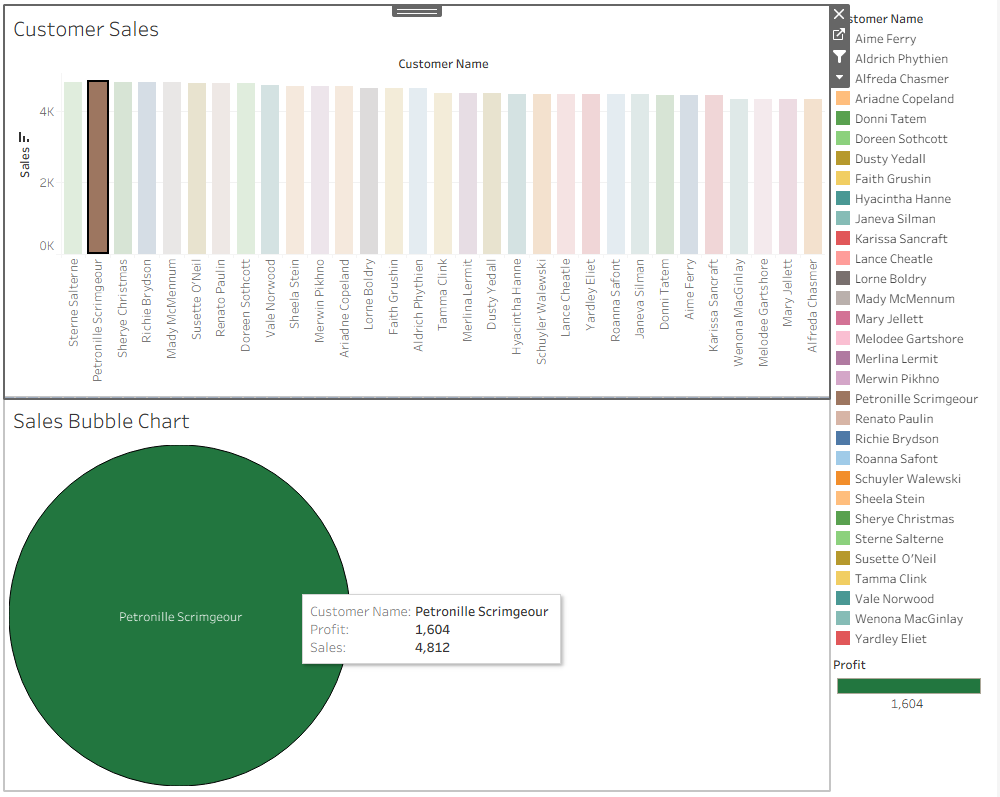 Customer Sales
Customer Name
Sales
4K
2K
0K
Sterne Salterne
Petronille Scrimgeour
Sherye Christmas
Richie Brydson
Mady McMennum
Susette O'Neil
Renato Paulin
Doreen Sothcott
Vale Norwood
Sheela Stein
Merwin Pikhno
Ariadne Copeland
Lorne Boldry
Faith Grushin
Aldrich Phythien
Tamma Clink
Merlina Lermit
Dusty Yedall
Hyacintha Hanne
Schuyler Walewski
Lance Cheatle
Yardley Eliet
Roanna Safont
Janeva Silman
Donni Tatem
Aime Ferry
Karissa Sancraft
Wenona MacGinlay
Melodee Gartshore
Mary Jellett
Alfreda Chasmer
Sales Bubble Chart
Petronille Scrimgeour
Customer Name: Petronille Scrimgeour
Profit: 1,604
Sales: 4,812
stomer Name
Aime Ferry
Aldrich Phythien
Alfreda Chasmer
Ariadne Copeland
Donni Tatem
Doreen Sothcott
Dusty Yedall
Faith Grushin
Hyacintha Hanne
Janeva Silman
Karissa Sancraft
Lance Cheatle
Lorne Boldry
Mady McMennum
Mary Jellett
Melodee Gartshore
Merlina Lermit
Merwin Pikhno
Petronille Scrimgeour
Renato Paulin
Richie Brydson
Roanna Safont
Schuyler Walewski
Sheela Stein
Sherye Christmas
Sterne Salterne
Susette O'Neil
Tamma Clink
Vale Norwood
Wenona MacGinlay
Yardley Eliet
Profit
1,604